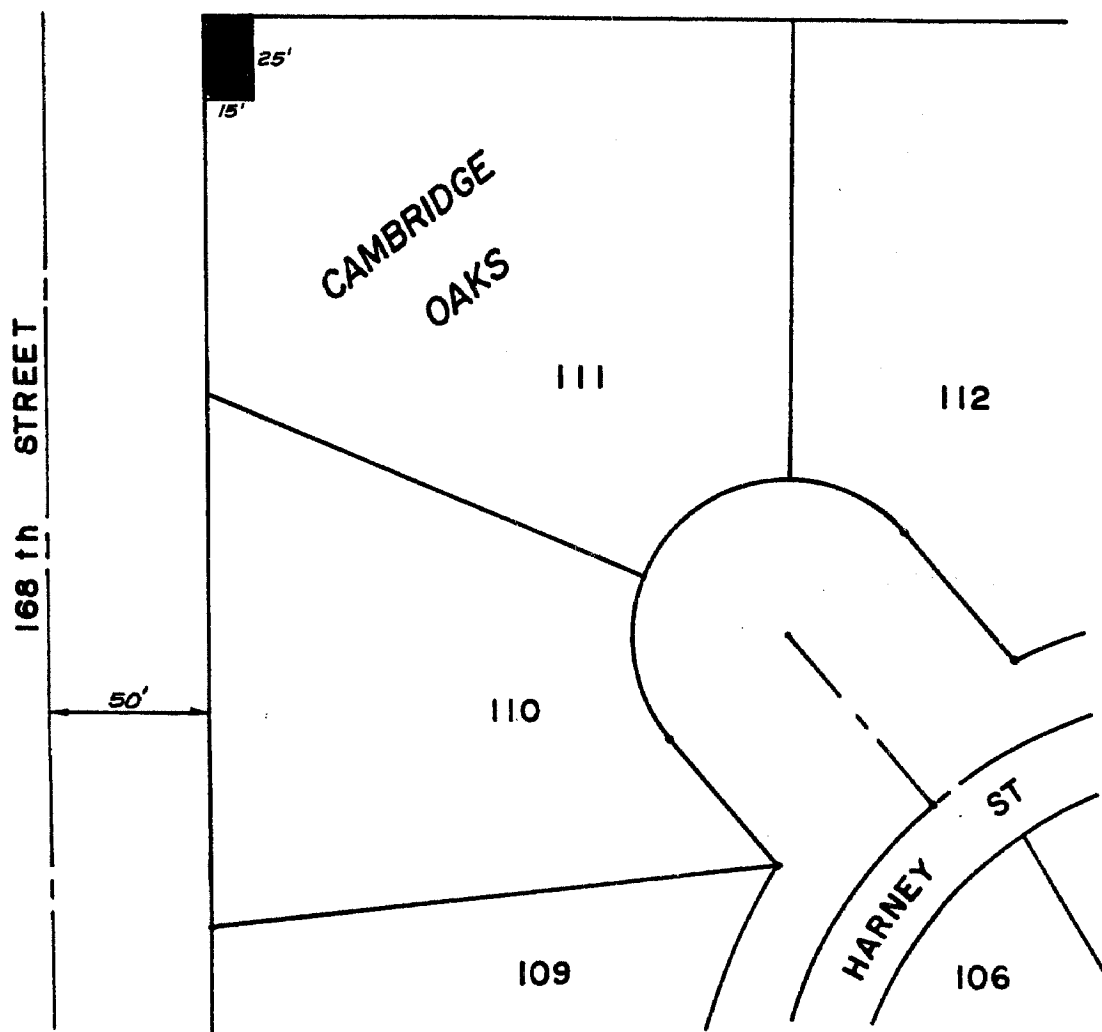 25'
15'
CAMBRIDGE
OAKS
168 th STREET
111
112
50'
110
HARNEY ST
109
106